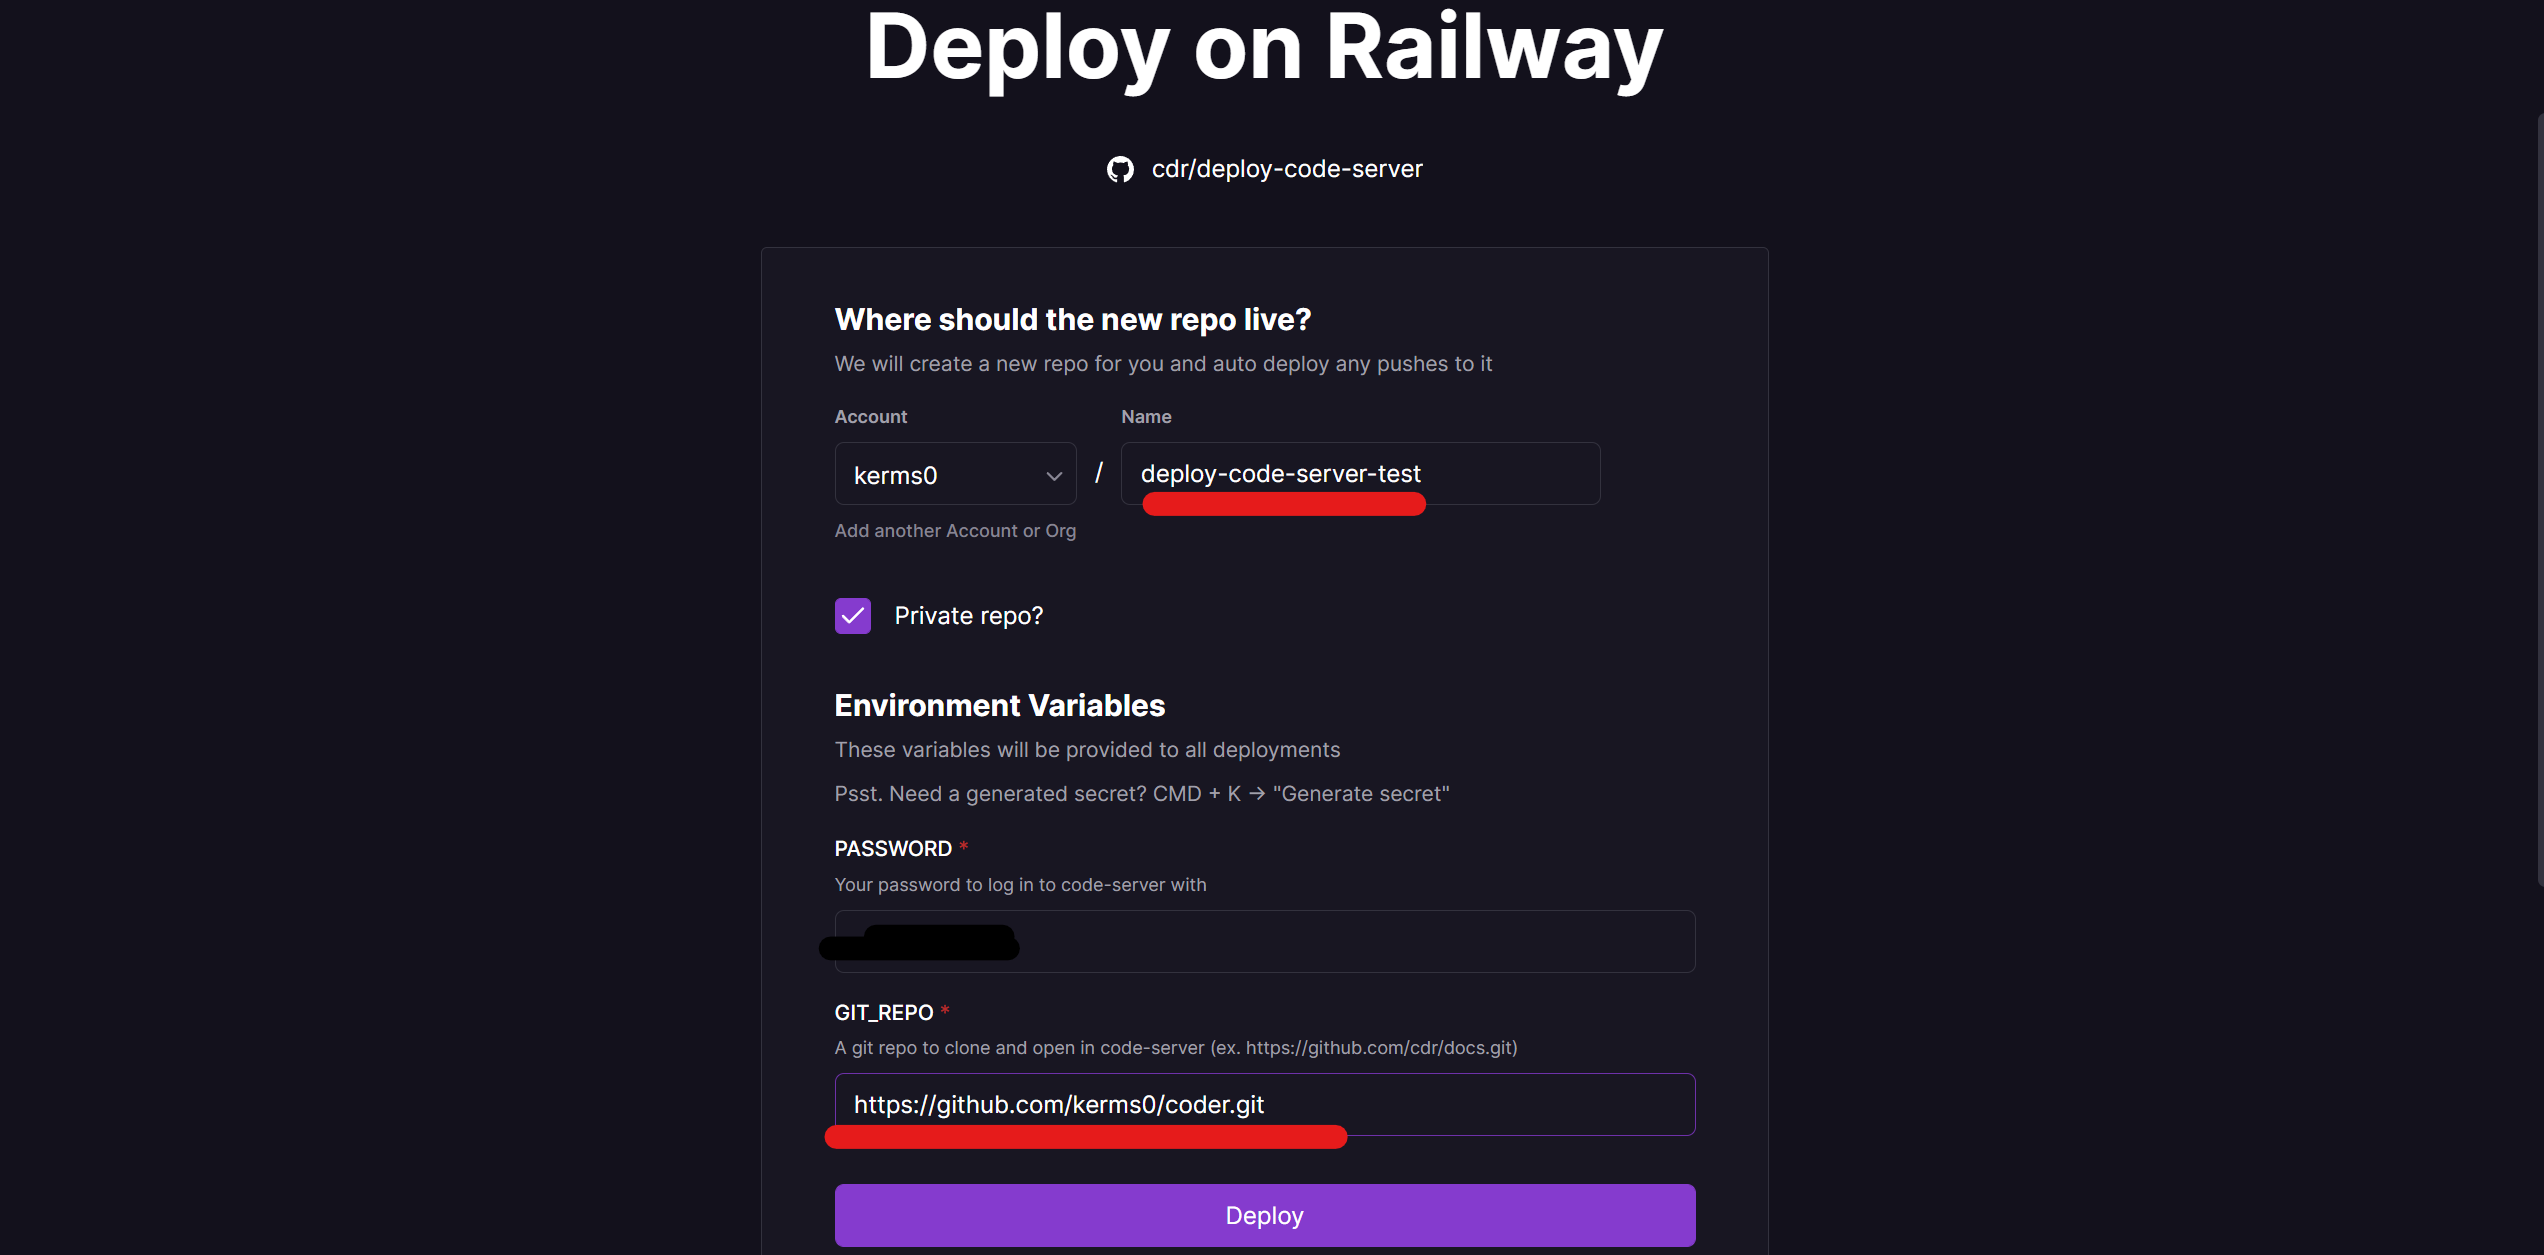 Deploy on Railway
cdr/deploy-code-server
Where should the new repo live?
We will create a new repo for you and auto deploy any pushes to it
Account
Name
kerms0
/
deploy-code-server-test
Add another Account or Org
Private repo?
Environment Variables
These variables will be provided to all deployments
Psst. Need a generated secret? CMD + K → "Generate secret"
PASSWORD *
Your password to log in to code-server with
GIT_REPO *
A git repo to clone and open in code-server (ex. https://github.com/cdr/docs.git)
https://github.com/kerms0/coder.git
Deploy